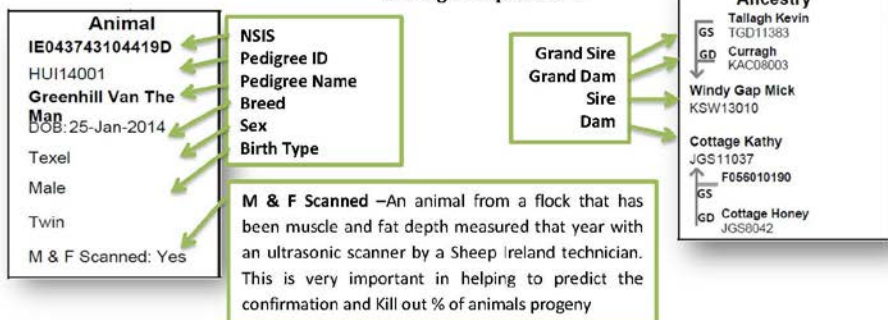 Animal
IE043743104419D
HUI14001
Greenhill Van The
Man
DOB: 25-Jan-2014
Texel
Male
Twin
M & F Scanned: Yes
NSIS
Pedigree ID
Pedigree Name
Breed
Sex
Birth Type
M & F Scanned –An animal from a flock that has
been muscle and fat depth measured that year with
an ultrasonic scanner by a Sheep Ireland technician.
This is very important in helping to predict the
confirmation and Kill out % of animals progeny
Grand Sire
Grand Dam
Sire
Dam
Ancestry
Tallagh Kevin
GS TGD11383
GD Curragh
KAC08003
Windy Gap Mick
KSW13010
Cottage Kathy
JGS11037
F056010190
GS
GD Cottage Honey
JGS8042